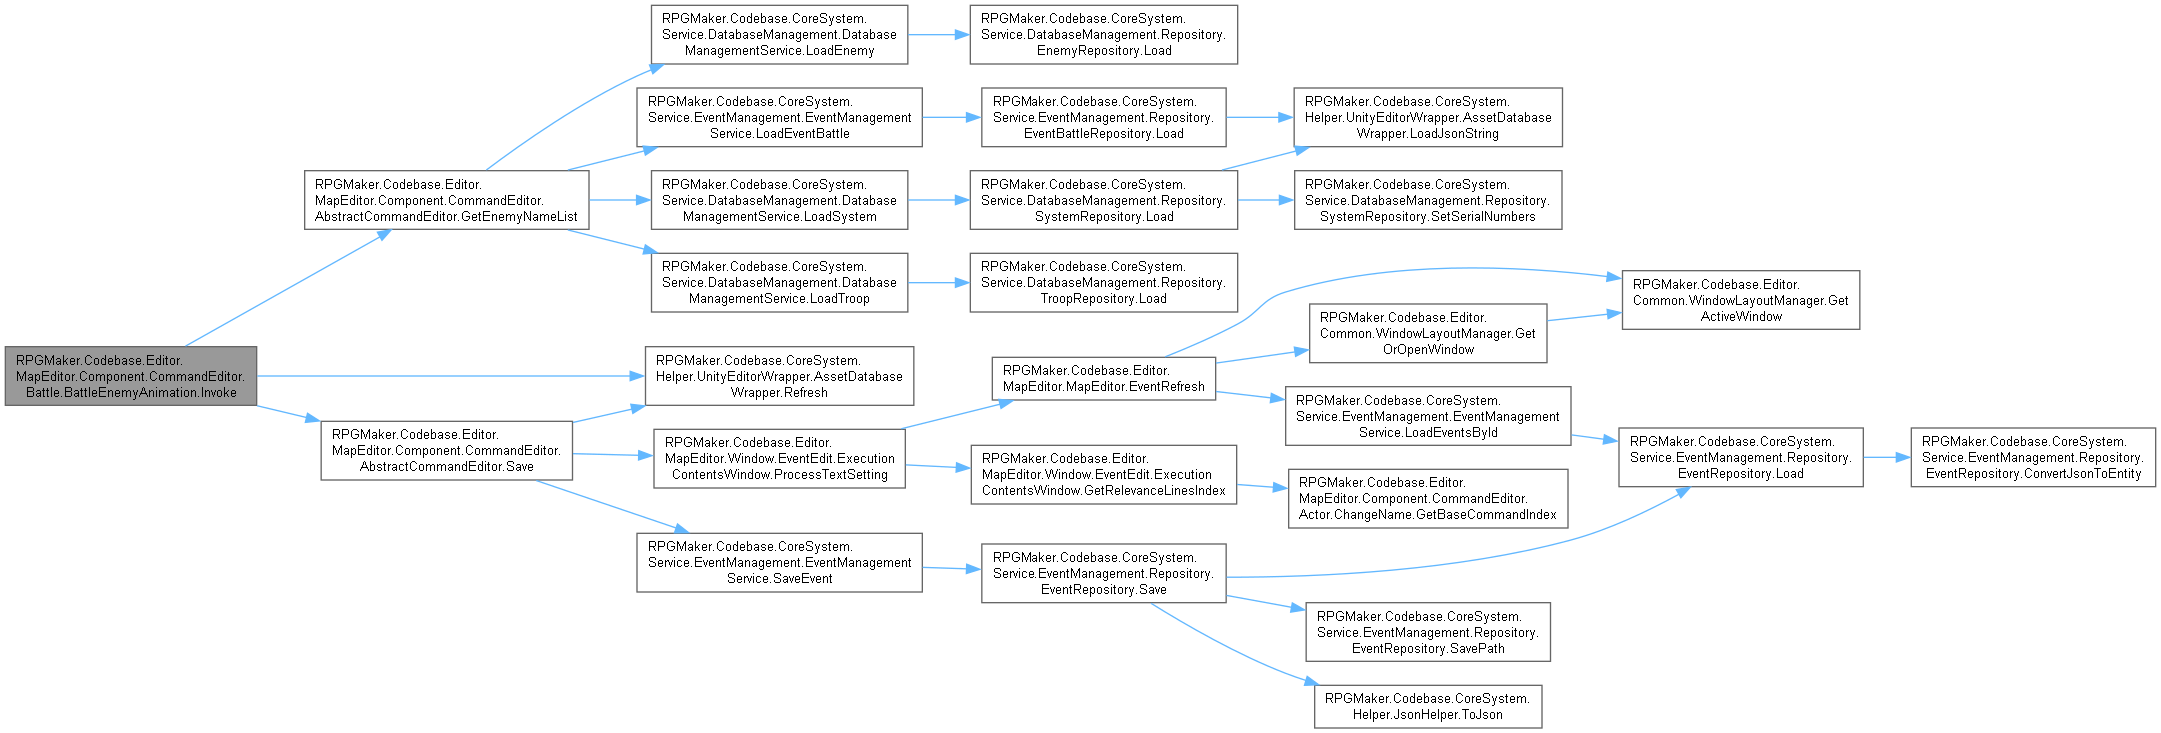 RPGMaker.Codebase.Editor.
MapEditor.Component.CommandEditor.
Battle.BattleEnemyAnimation.Invoke
RPGMaker.Codebase.Editor.
MapEditor.Component.CommandEditor.
AbstractCommandEditor.GetEnemyNameList
RPGMaker.Codebase.CoreSystem.
Service.DatabaseManagement.Database
ManagementService.LoadEnemy
RPGMaker.Codebase.CoreSystem.
Service.DatabaseManagement.Repository.
EnemyRepository.Load
RPGMaker.Codebase.CoreSystem.
Service.EventManagement.EventManagement
Service.LoadEventBattle
RPGMaker.Codebase.CoreSystem.
Service.EventManagement.Repository.
EventBattleRepository.Load
RPGMaker.Codebase.CoreSystem.
Helper.UnityEditorWrapper.AssetDatabase
Wrapper.LoadJsonString
RPGMaker.Codebase.CoreSystem.
Service.DatabaseManagement.Database
ManagementService.LoadSystem
RPGMaker.Codebase.CoreSystem.
Service.DatabaseManagement.Repository.
SystemRepository.Load
RPGMaker.Codebase.CoreSystem.
Service.DatabaseManagement.Repository.
SystemRepository.SetSerialNumbers
RPGMaker.Codebase.CoreSystem.
Service.DatabaseManagement.Database
ManagementService.LoadTroop
RPGMaker.Codebase.CoreSystem.
Service.DatabaseManagement.Repository.
TroopRepository.Load
RPGMaker.Codebase.CoreSystem.
Helper.UnityEditorWrapper.AssetDatabase
Wrapper.Refresh
RPGMaker.Codebase.Editor.
MapEditor.Component.CommandEditor.
AbstractCommandEditor.Save
RPGMaker.Codebase.Editor.
MapEditor.Window.EventEdit.Execution
ContentsWindow.ProcessTextSetting
RPGMaker.Codebase.Editor.
MapEditor.MapEditor.EventRefresh
RPGMaker.Codebase.Editor.
Common.WindowLayoutManager.Get
OrOpenWindow
RPGMaker.Codebase.Editor.
Common.WindowLayoutManager.Get
ActiveWindow
RPGMaker.Codebase.CoreSystem.
Service.EventManagement.EventManagement
Service.LoadEventsById
RPGMaker.Codebase.CoreSystem.
Service.EventManagement.Repository.
EventRepository.Load
RPGMaker.Codebase.CoreSystem.
Service.EventManagement.Repository.
EventRepository.ConvertJsonToEntity
RPGMaker.Codebase.Editor.
MapEditor.Window.EventEdit.Execution
ContentsWindow.GetRelevanceLinesIndex
RPGMaker.Codebase.Editor.
MapEditor.Component.CommandEditor.
Actor.ChangeName.GetBaseCommandIndex
RPGMaker.Codebase.CoreSystem.
Service.EventManagement.EventManagement
Service.SaveEvent
RPGMaker.Codebase.CoreSystem.
Service.EventManagement.Repository.
EventRepository.Save
RPGMaker.Codebase.CoreSystem.
Service.EventManagement.Repository.
EventRepository.SavePath
RPGMaker.Codebase.CoreSystem.
Helper.JsonHelper.ToJson